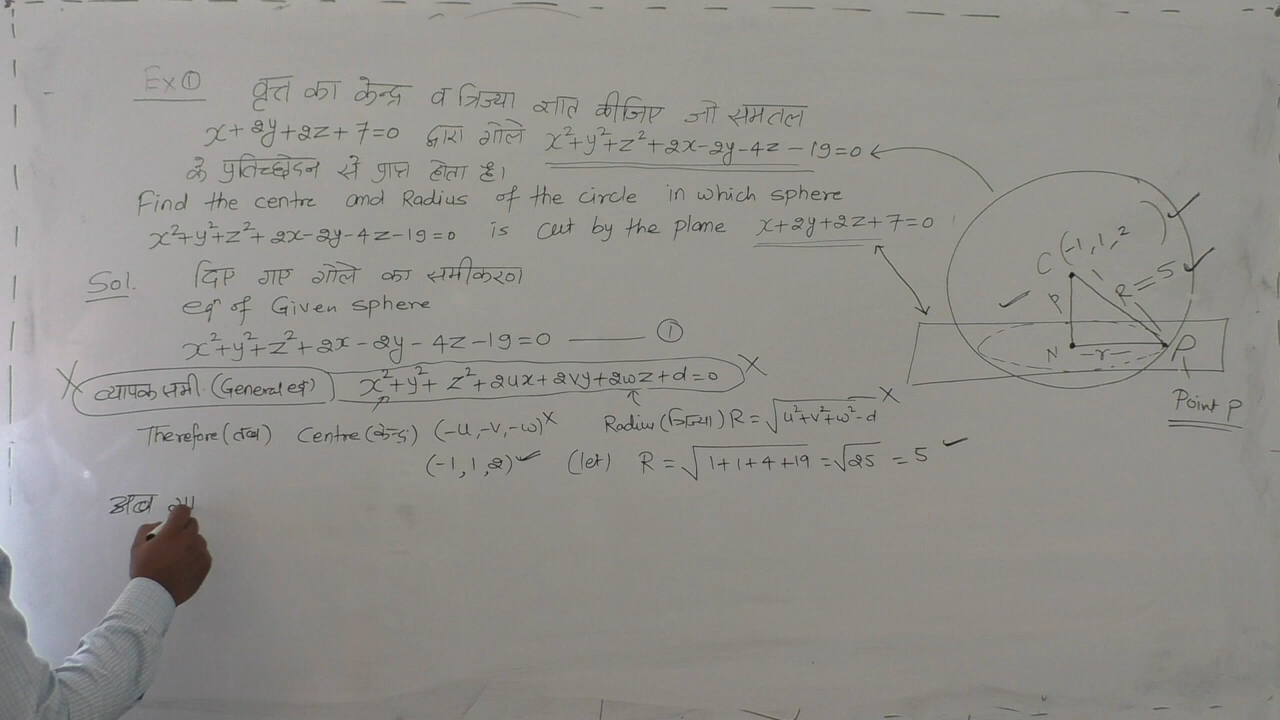 Ex ①
वृत्त का केन्द्र व त्रिज्या ज्ञात कीजिए जो समतल
x+2y+2z+7=0 द्वारा गोले x²+y²+z²+2x-2y-4z-19=0
के प्रतिच्छेदन से प्राप्त होता है।
Find the centre and Radius of the circle in which sphere
x²+y²+z²+2x-2y-4z-19=0 is cut by the plane x+2y+2z+7=0
Sol. दिए गए गोले का समीकरण
eqⁿ of Given sphere
x²+y²+z²+2x-2y-4z-19=0 —— ①
व्यापक समी. (General eqⁿ) x²+y²+z²+2ux+2vy+2wz+d=0
Therefore (तब) Centre (केन्द्र) (-u,-v,-w) Radius (त्रिज्या) R=√u²+v²+w²-d
(-1,1,2) (let) R=√1+1+4+19=√25=5
अब
C (-1,1,2)
R=5
P
N
r
P
Point P